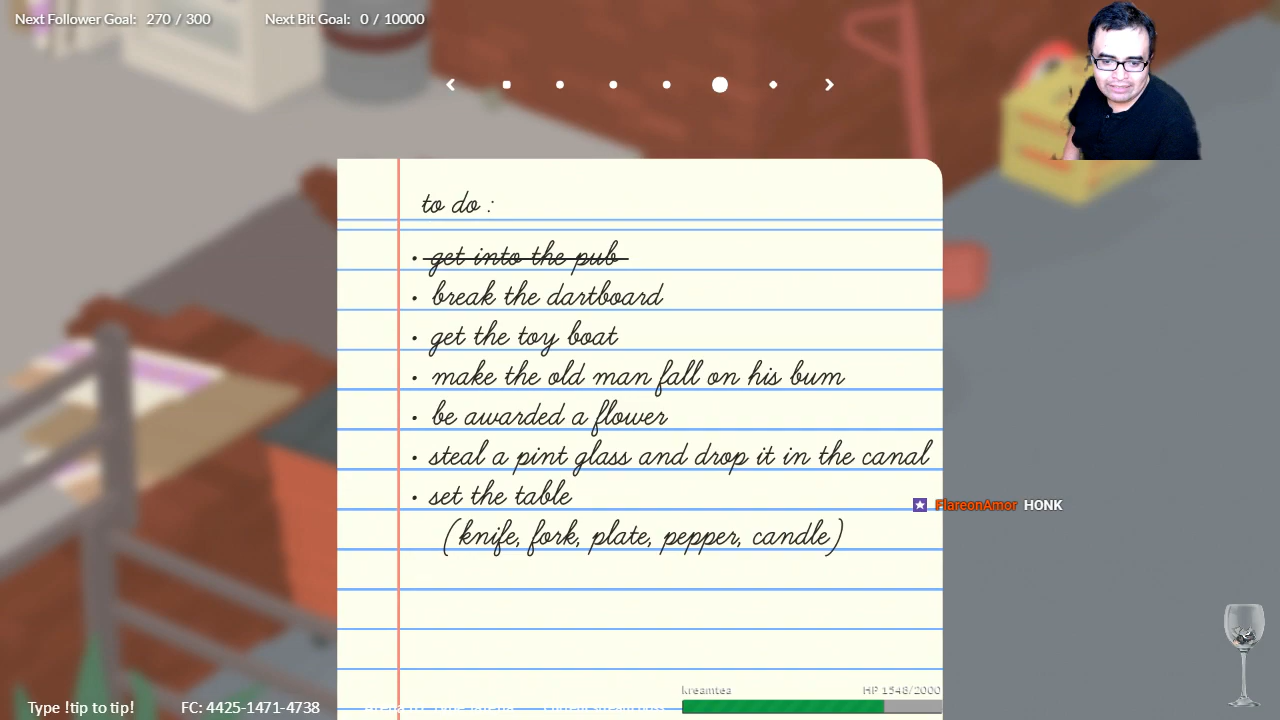 Next Follower Goal: 270 / 300
Next Bit Goal: 0 / 10000
to do :
• get into the pub
• break the dartboard
• get the toy boat
• make the old man fall on his bum
• be awarded a flower
• steal a pint glass and drop it in the canal
• set the table
(knife, fork, plate, pepper, candle)
FlareonAmor HONK
kreamtea HP 1548/2000
Type !tip to tip!
FC: 4425-1471-4738